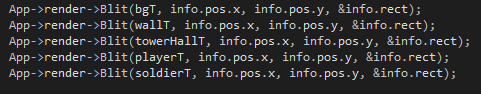 App->render->Blit(bgT, info.pos.x, info.pos.y, &info.rect);
App->render->Blit(wallT, info.pos.x, info.pos.y, &info.rect);
App->render->Blit(towerHallT, info.pos.x, info.pos.y, &info.rect);
App->render->Blit(playerT, info.pos.x, info.pos.y, &info.rect);
App->render->Blit(soldierT, info.pos.x, info.pos.y, &info.rect);